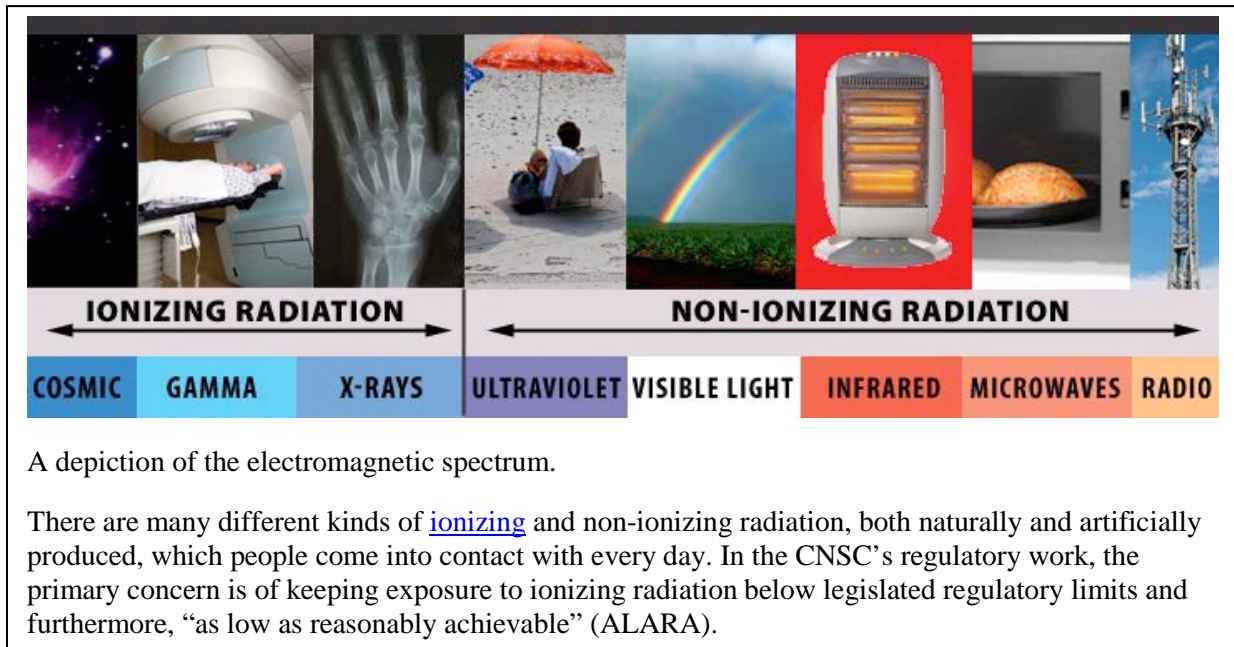 IONIZING RADIATION NON-IONIZING RADIATION
COSMIC GAMMA X-RAYS ULTRAVIOLET VISIBLE LIGHT INFRARED MICROWAVES RADIO
A depiction of the electromagnetic spectrum.
There are many different kinds of ionizing and non-ionizing radiation, both naturally and artificially
produced, which people come into contact with every day. In the CNSC’s regulatory work, the
primary concern is of keeping exposure to ionizing radiation below legislated regulatory limits and
furthermore, “as low as reasonably achievable” (ALARA).